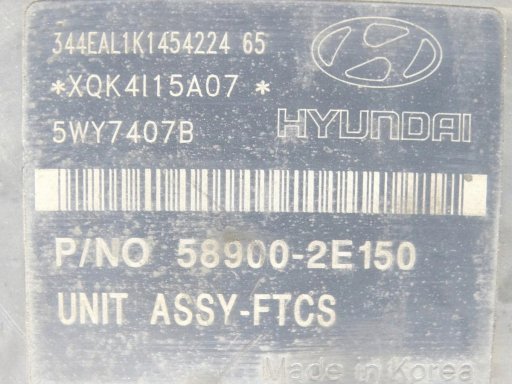 344EAL1K1454224 65
*XQK4I15A07 *
5WY7407B
HYUNDAI
P/NO 58900-2E150
UNIT ASSY-FTCS
Made in Korea